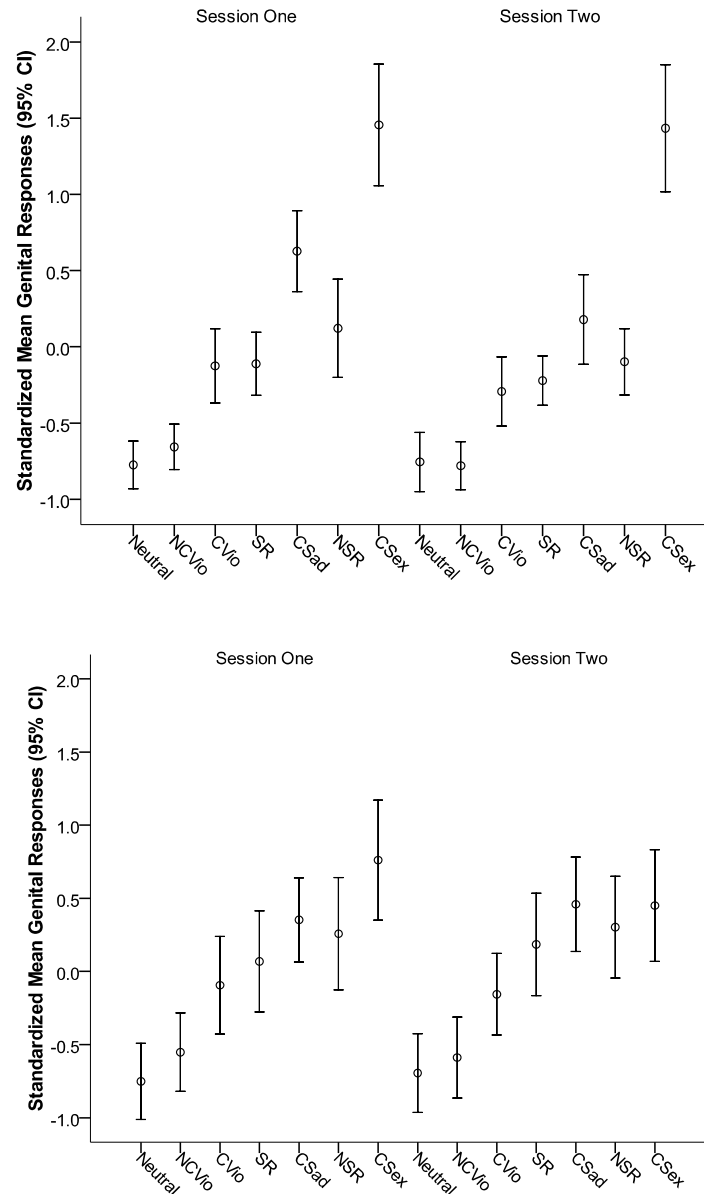 Session One Session Two
Standardized Mean Genital Responses (95% CI)
2.0
1.5
1.0
0.5
0.0
-0.5
-1.0
Neutral NCVio CVio SR CSad NSR CSex Neutral NCVio CVio SR CSad NSR CSex
Session One Session Two
Standardized Mean Genital Responses (95% CI)
2.0
1.5
1.0
0.5
0.0
-0.5
-1.0
Neutral NCVio CVio SR CSad NSR CSex Neutral NCVio CVio SR CSad NSR CSex